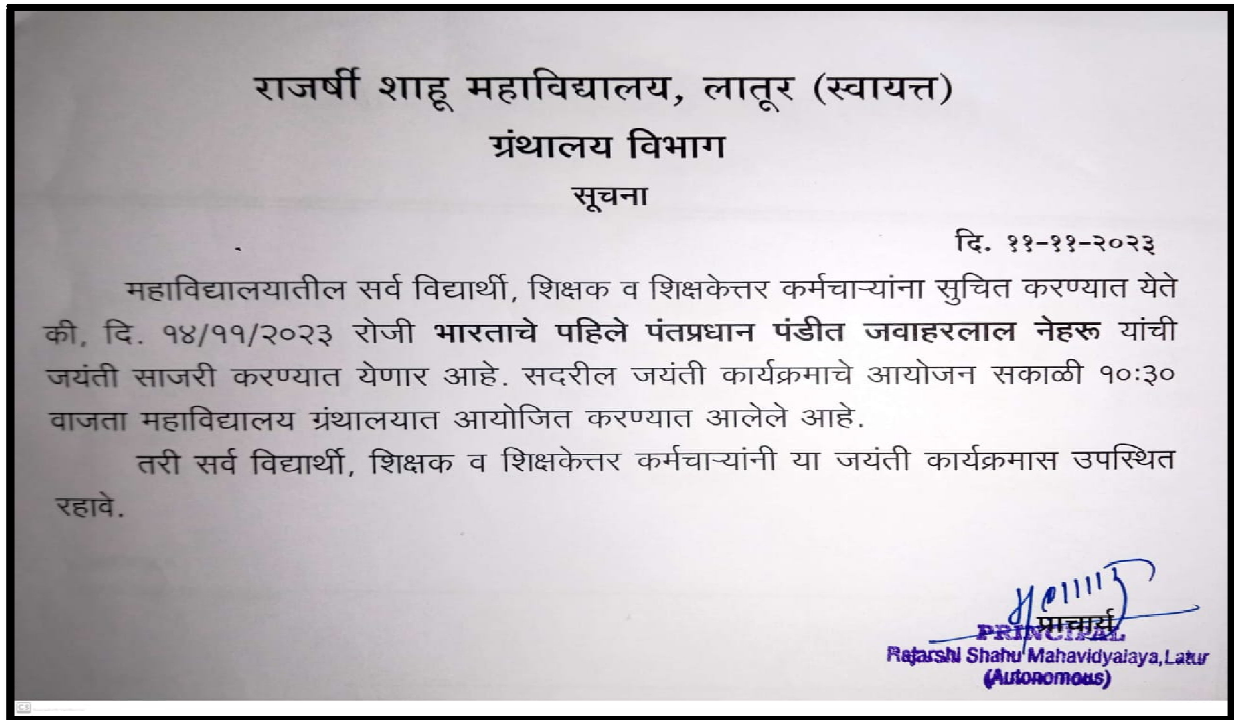 राजर्षी शाहू महाविद्यालय, लातूर (स्वायत्त)
ग्रंथालय विभाग
सूचना
दि. ११-११-२०२३
महाविद्यालयातील सर्व विद्यार्थी, शिक्षक व शिक्षकेत्तर कर्मचाऱ्यांना सुचित करण्यात येते
की, दि. १४/११/२०२३ रोजी भारताचे पहिले पंतप्रधान पंडीत जवाहरलाल नेहरू यांची
जयंती साजरी करण्यात येणार आहे. सदरील जयंती कार्यक्रमाचे आयोजन सकाळी १०:३०
वाजता महाविद्यालय ग्रंथालयात आयोजित करण्यात आलेले आहे.
तरी सर्व विद्यार्थी, शिक्षक व शिक्षकेत्तर कर्मचाऱ्यांनी या जयंती कार्यक्रमास उपस्थित
रहावे.
प्राचार्य
PRINCIPAL
Rajarshi Shahu Mahavidyalaya, Latur
(Autonomous)